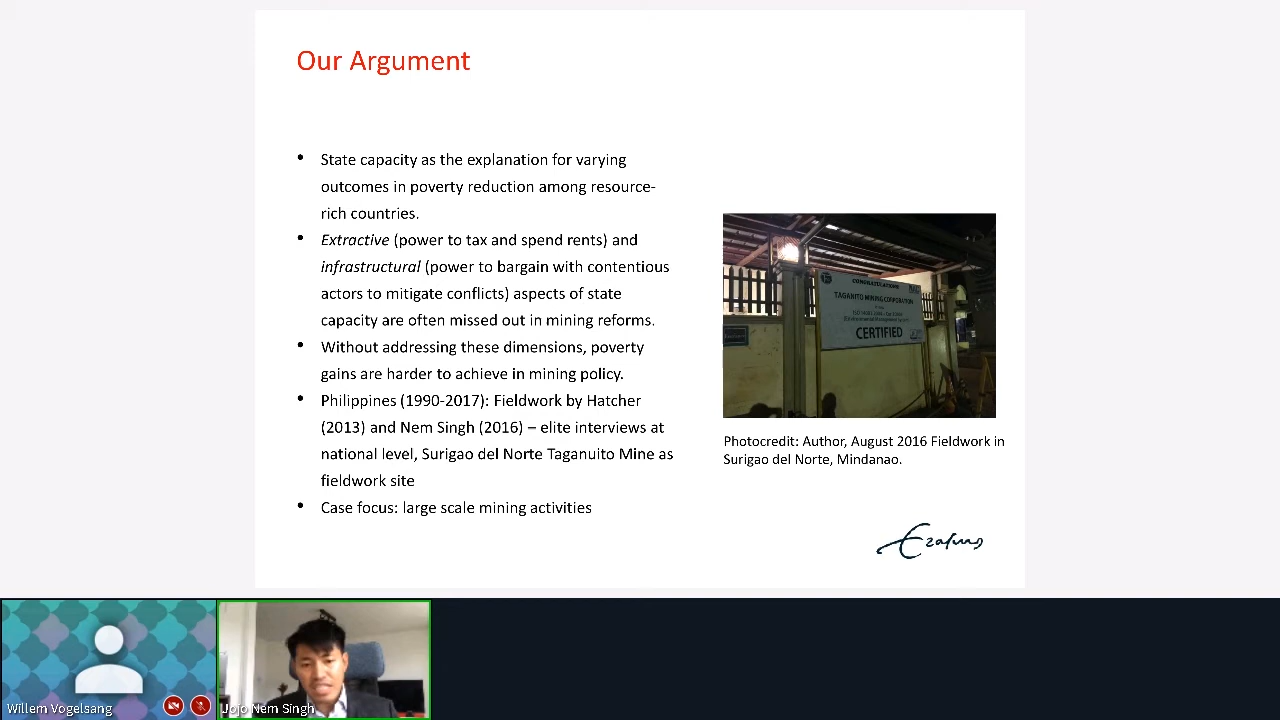 Our Argument
• State capacity as the explanation for varying
outcomes in poverty reduction among resource-
rich countries.
• Extractive (power to tax and spend rents) and
infrastructural (power to bargain with contentious
actors to mitigate conflicts) aspects of state
capacity are often missed out in mining reforms.
• Without addressing these dimensions, poverty
gains are harder to achieve in mining policy.
• Philippines (1990-2017): Fieldwork by Hatcher
(2013) and Nem Singh (2016) – elite interviews at
national level, Surigao del Norte Taganuito Mine as
fieldwork site
• Case focus: large scale mining activities
CONGRATULATIONS
TAGANITO MINING CORPORATION
CERTIFIED
Photocredit: Author, August 2016 Fieldwork in
Surigao del Norte, Mindanao.
Erasmus
Willem Vogelsang
Jojo Nem Singh